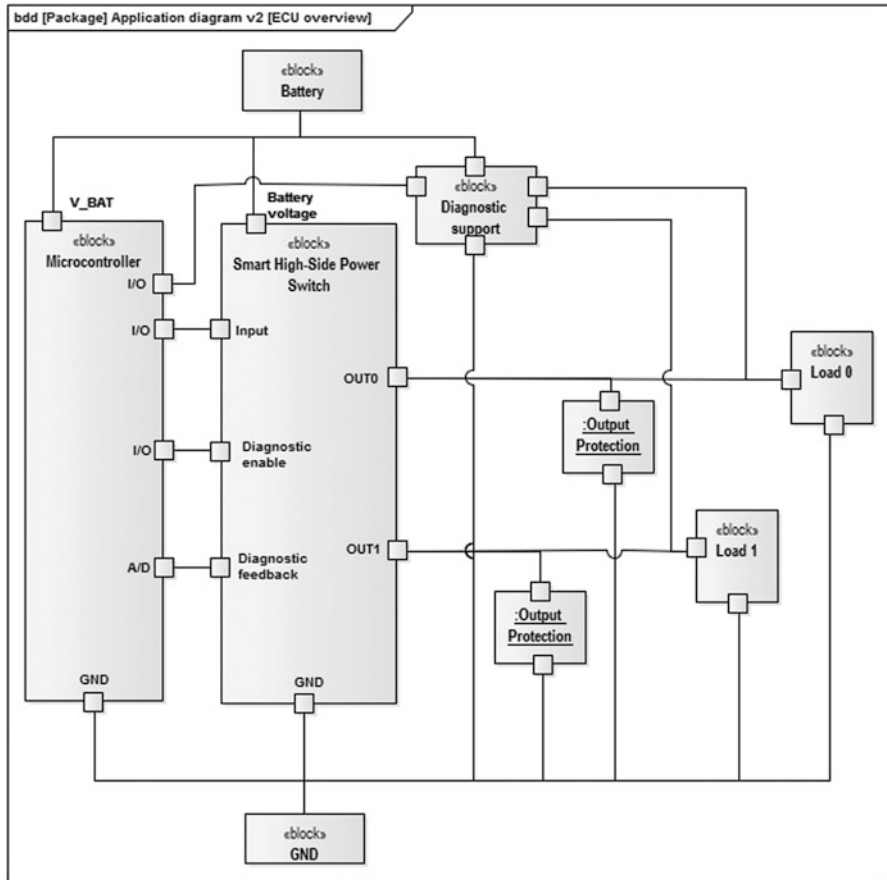 bdd [Package] Application diagram v2 [ECU overview]
«block»
Battery
V_BAT
Battery
voltage
«block»
Diagnostic
support
«block»
Microcontroller
«block»
Smart High-Side Power
Switch
I/O
I/O
Input
OUT0
«block»
Load 0
:Output
Protection
I/O
Diagnostic
enable
«block»
Load 1
OUT1
A/D
Diagnostic
feedback
:Output
Protection
GND
GND
«block»
GND